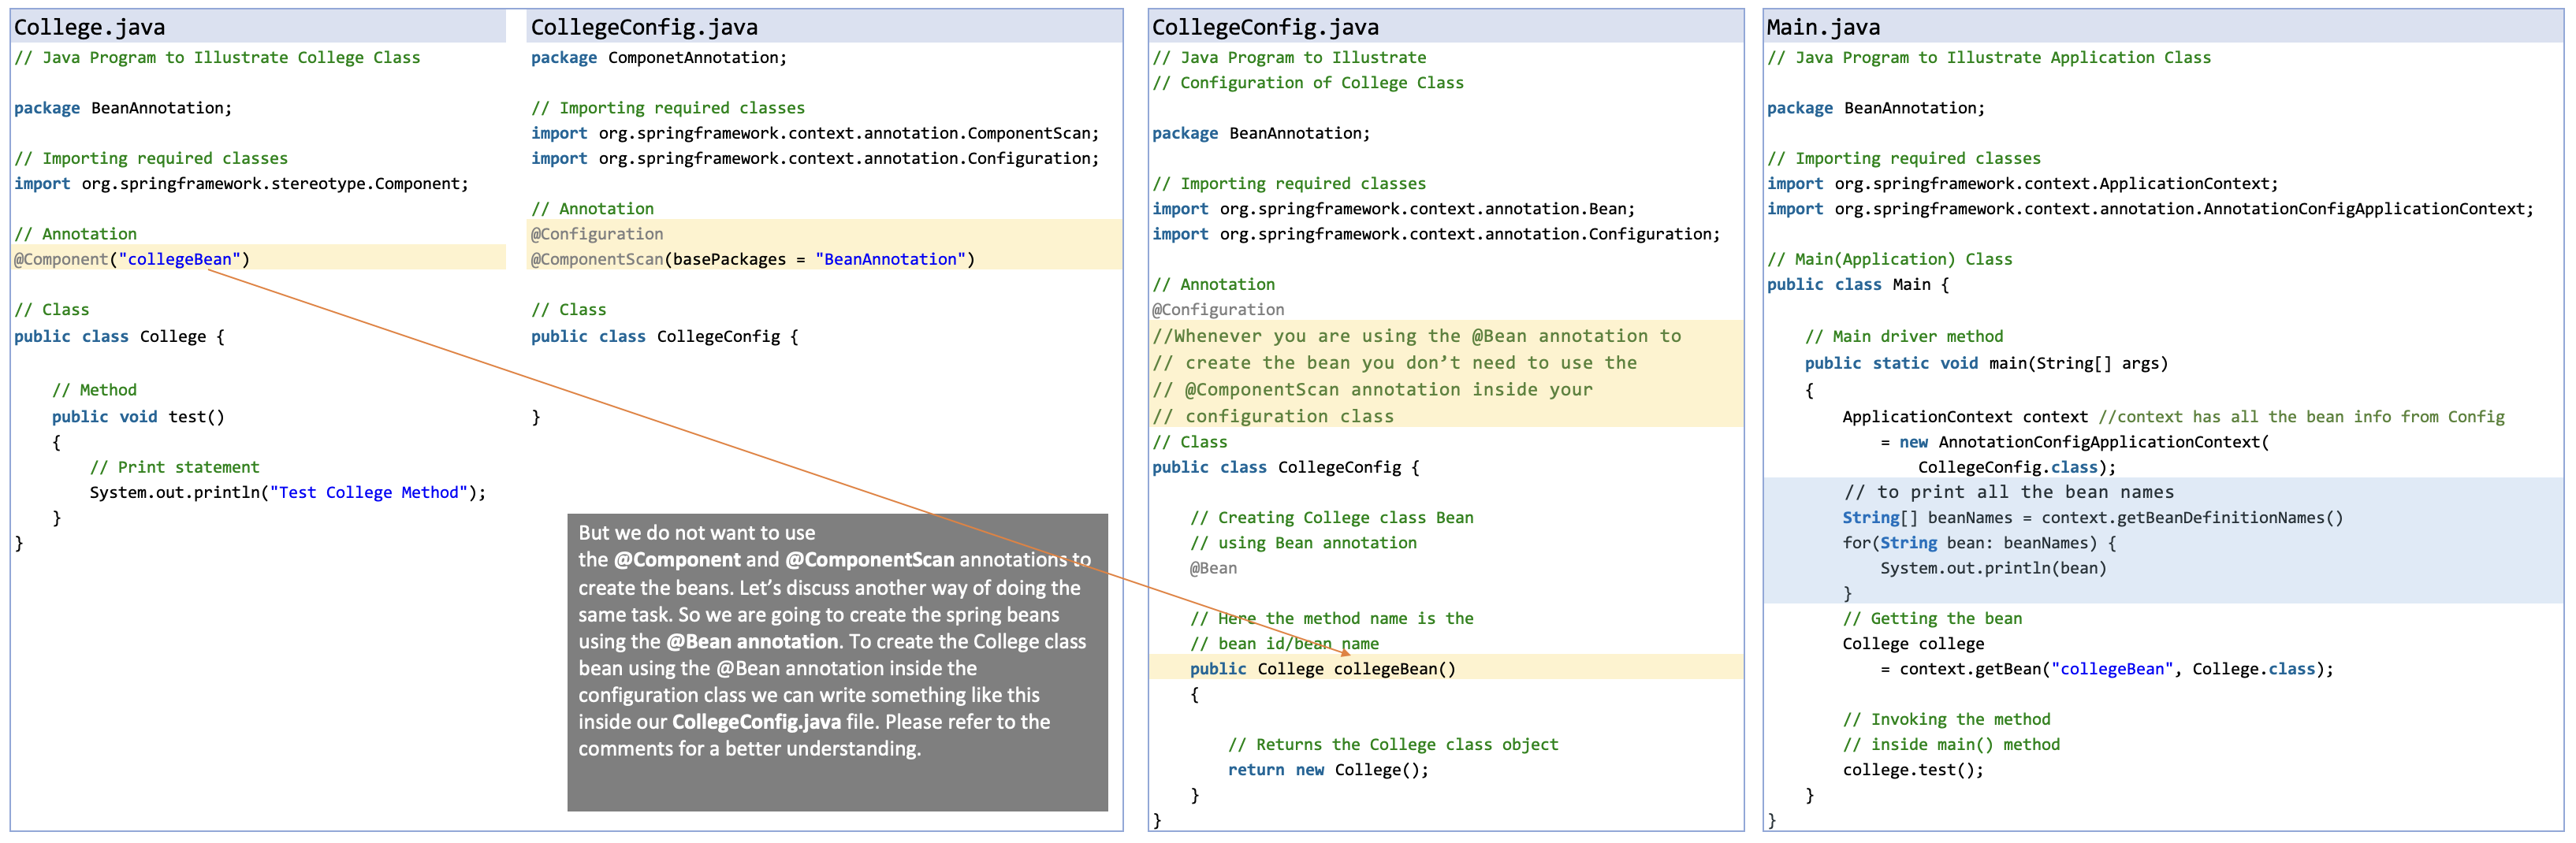 College.java
// Java Program to Illustrate College Class
package BeanAnnotation;
// Importing required classes
import org.springframework.stereotype.Component;
// Annotation
@Component("collegeBean")
// Class
public class College {
// Method
public void test()
{
// Print statement
System.out.println("Test College Method");
}
}
CollegeConfig.java
package ComponetAnnotation;
// Importing required classes
import org.springframework.context.annotation.ComponentScan;
import org.springframework.context.annotation.Configuration;
// Annotation
@Configuration
@ComponentScan(basePackages = "BeanAnnotation")
// Class
public class CollegeConfig {
}
But we do not want to use
the @Component and @ComponentScan annotations to
create the beans. Let’s discuss another way of doing the
same task. So we are going to create the spring beans
using the @Bean annotation. To create the College class
bean using the @Bean annotation inside the
configuration class we can write something like this
inside our CollegeConfig.java file. Please refer to the
comments for a better understanding.
CollegeConfig.java
// Java Program to Illustrate
// Configuration of College Class
package BeanAnnotation;
// Importing required classes
import org.springframework.context.annotation.Bean;
import org.springframework.context.annotation.Configuration;
// Annotation
@Configuration
//Whenever you are using the @Bean annotation to
// create the bean you don’t need to use the
// @ComponentScan annotation inside your
// configuration class
// Class
public class CollegeConfig {
// Creating College class Bean
// using Bean annotation
@Bean
// Here the method name is the
// bean id/bean name
public College collegeBean()
{
// Returns the College class object
return new College();
}
}
Main.java
// Java Program to Illustrate Application Class
package BeanAnnotation;
// Importing required classes
import org.springframework.context.ApplicationContext;
import org.springframework.context.annotation.AnnotationConfigApplicationContext;
// Main(Application) Class
public class Main {
// Main driver method
public static void main(String[] args)
{
ApplicationContext context //context has all the bean info from Config
= new AnnotationConfigApplicationContext(
CollegeConfig.class);
// to print all the bean names
String[] beanNames = context.getBeanDefinitionNames()
for(String bean: beanNames) {
System.out.println(bean)
}
// Getting the bean
College college
= context.getBean("collegeBean", College.class);
// Invoking the method
// inside main() method
college.test();
}
}